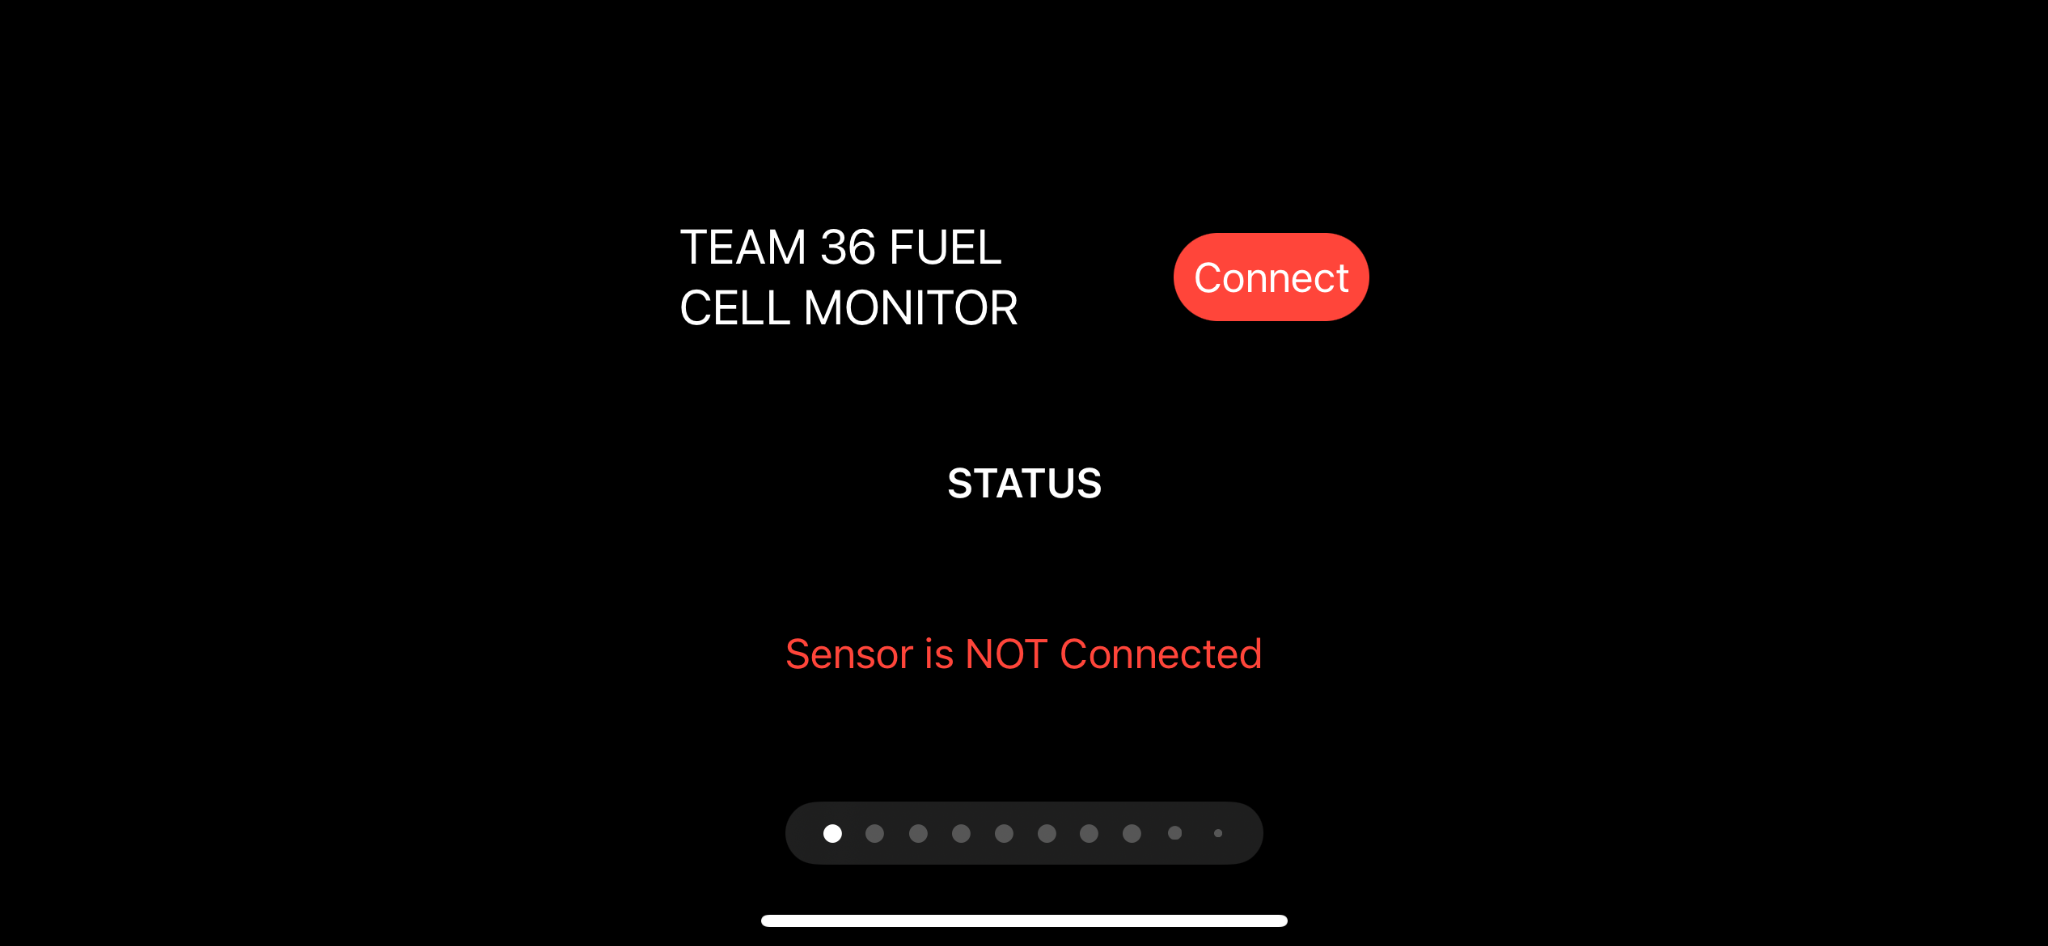 TEAM 36 FUEL
CELL MONITOR
Connect
STATUS
Sensor is NOT Connected